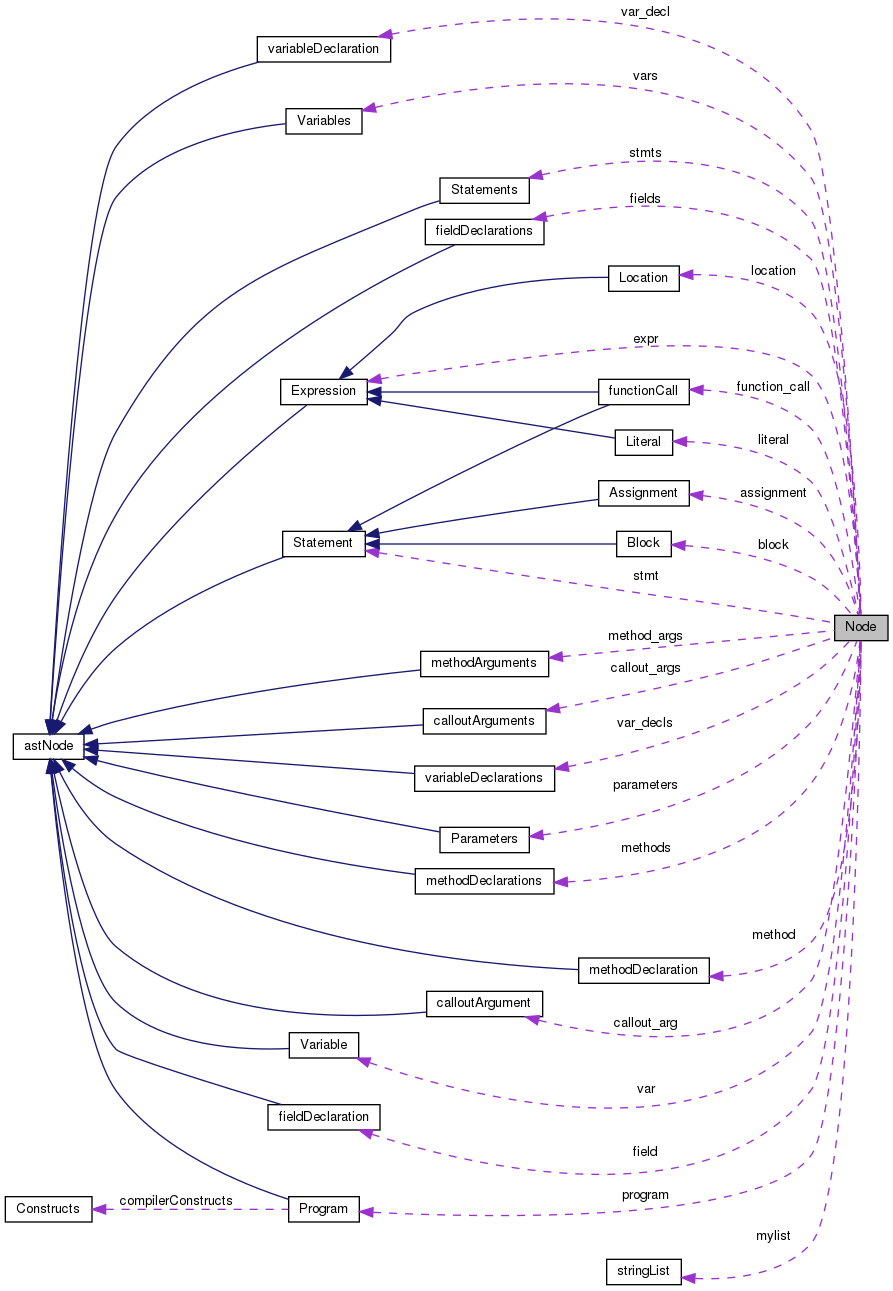 var_decl
variableDeclaration
vars
Variables
stmts
Statements
fields
fieldDeclarations
location
Location
expr
Expression
function_call
functionCall
literal
Literal
assignment
Assignment
block
Block
Statement
stmt
Node
method_args
methodArguments
callout_args
calloutArguments
var_decls
astNode
variableDeclarations
parameters
Parameters
methods
methodDeclarations
method
methodDeclaration
calloutArgument
callout_arg
Variable
var
fieldDeclaration
field
program
compilerConstructs
Constructs
Program
mylist
stringList